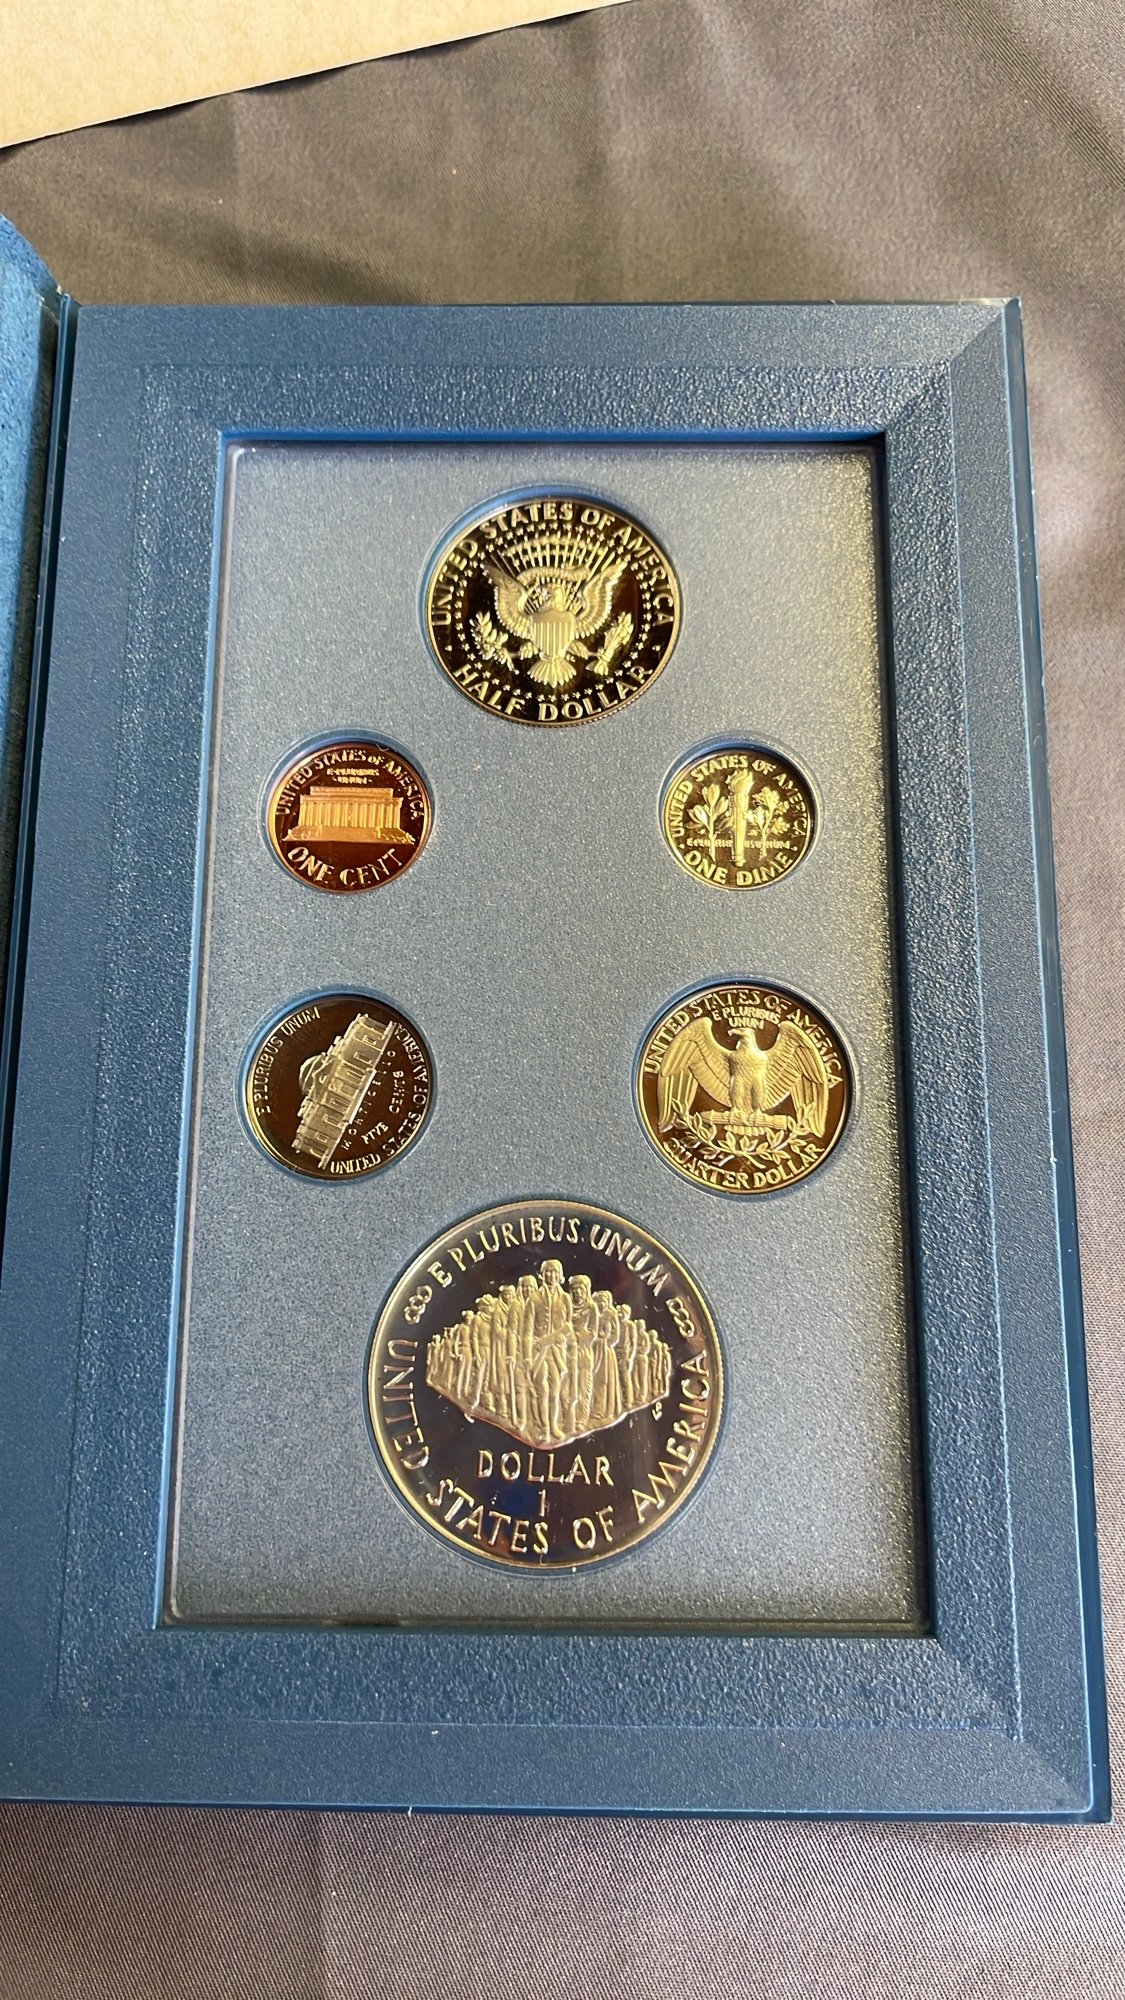 UNITED STATES OF AMERICA
HALF DOLLAR
UNITED STATES OF AMERICA
E·PLURIBUS
·UNUM·
ONE CENT
UNITED STATES OF AMERICA
E·PLURIBUS UNUM
ONE DIME
E PLURIBUS UNUM
MONTICELLO
FIVE CENTS
UNITED STATES OF AMERICA
UNITED STATES OF AMERICA
E PLURIBUS
UNUM
QUARTER DOLLAR
E PLURIBUS UNUM
DOLLAR
1
UNITED STATES OF AMERICA